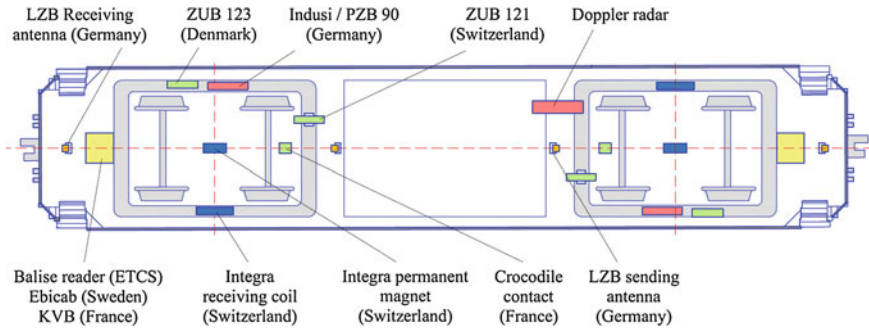 LZB Receiving
antenna (Germany)
ZUB 123
(Denmark)
Indusi / PZB 90
(Germany)
ZUB 121
(Switzerland)
Doppler radar
Balise reader (ETCS)
Ebicab (Sweden)
KVB (France)
Integra
receiving coil
(Switzerland)
Integra permanent
magnet
(Switzerland)
Crocodile
contact
(France)
LZB sending
antenna
(Germany)